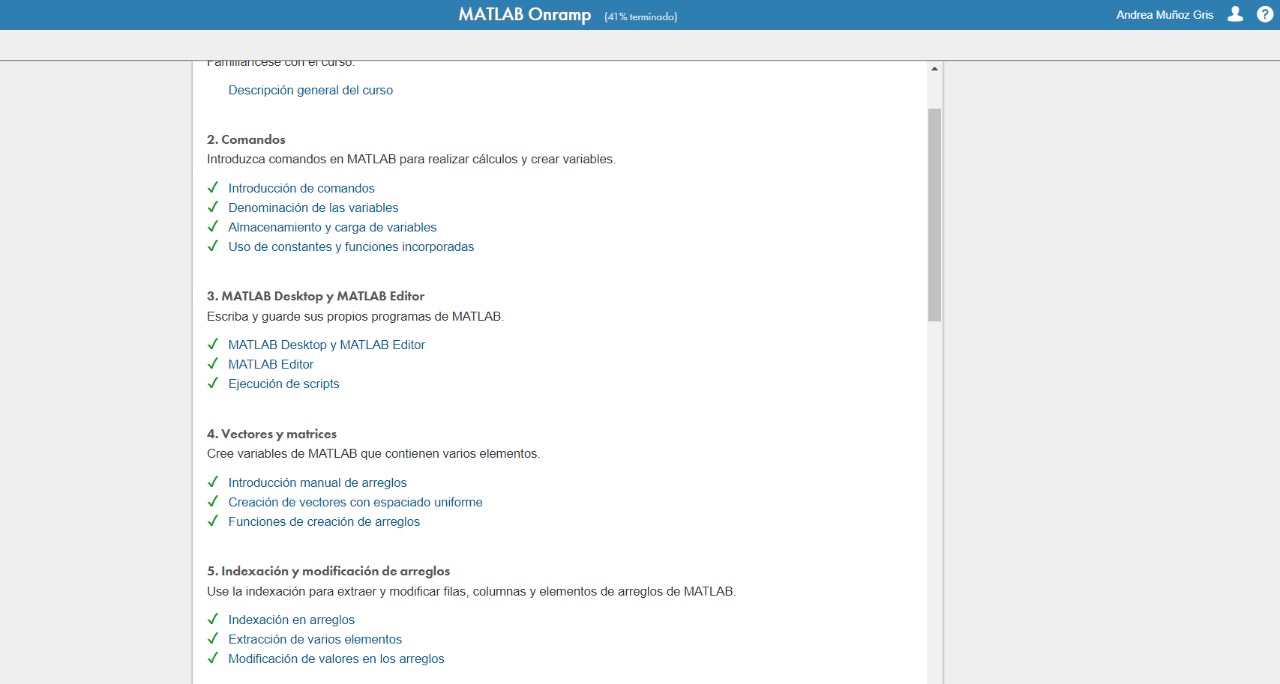 MATLAB Onramp (41% terminado)
Andrea Muñoz Gris
Familiarícese con el curso.
Descripción general del curso
2. Comandos
Introduzca comandos en MATLAB para realizar cálculos y crear variables.
Introducción de comandos
Denominación de las variables
Almacenamiento y carga de variables
Uso de constantes y funciones incorporadas
3. MATLAB Desktop y MATLAB Editor
Escriba y guarde sus propios programas de MATLAB.
MATLAB Desktop y MATLAB Editor
MATLAB Editor
Ejecución de scripts
4. Vectores y matrices
Cree variables de MATLAB que contienen varios elementos.
Introducción manual de arreglos
Creación de vectores con espaciado uniforme
Funciones de creación de arreglos
5. Indexación y modificación de arreglos
Use la indexación para extraer y modificar filas, columnas y elementos de arreglos de MATLAB.
Indexación en arreglos
Extracción de varios elementos
Modificación de valores en los arreglos